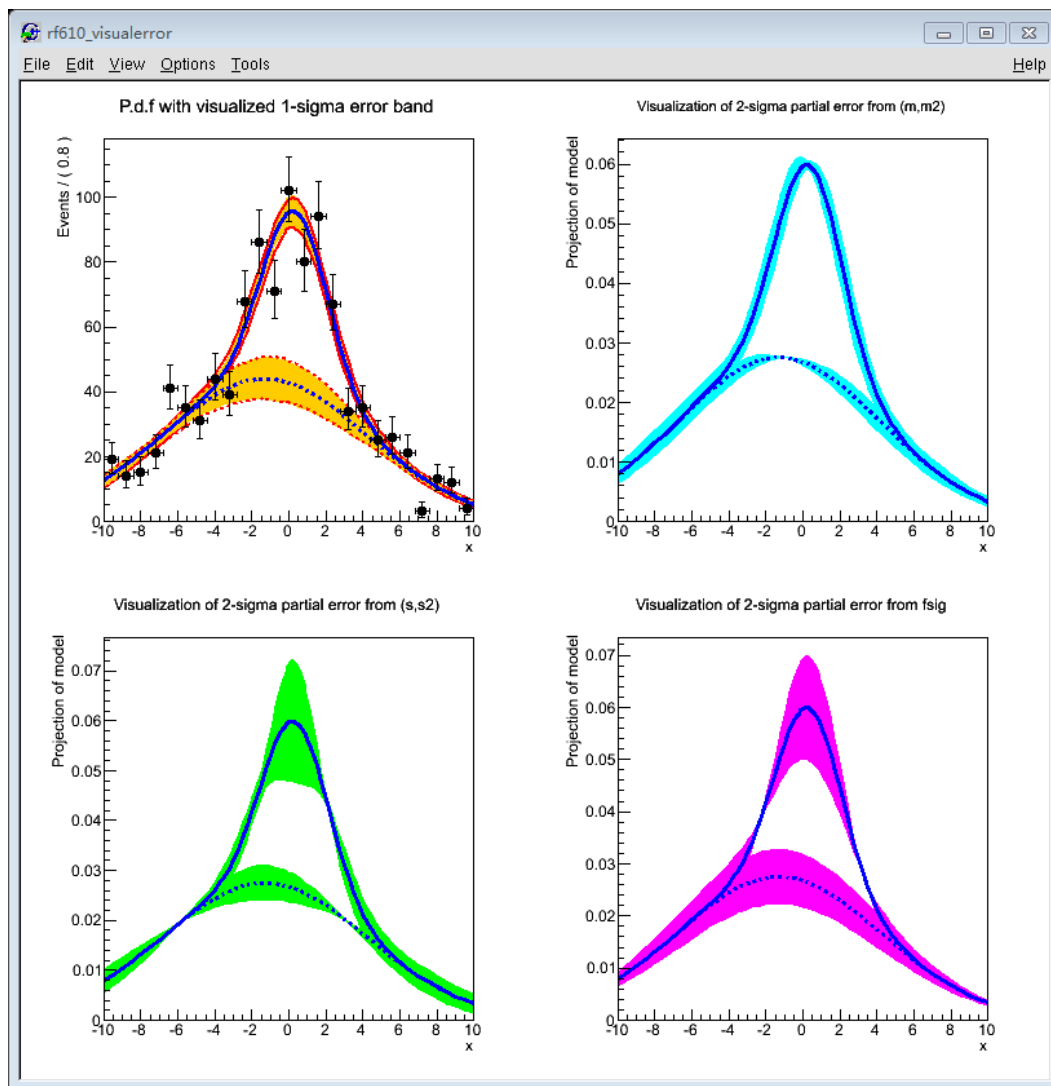 rf610_visualerror
File Edit View Options Tools Help
P.d.f with visualized 1-sigma error band
Events / ( 0.8 )
100
80
60
40
20
0
-10 -8 -6 -4 -2 0 2 4 6 8 10
x
Visualization of 2-sigma partial error from (m,m2)
Projection of model
0.06
0.05
0.04
0.03
0.02
0.01
0
-10 -8 -6 -4 -2 0 2 4 6 8 10
x
Visualization of 2-sigma partial error from (s,s2)
Projection of model
0.07
0.06
0.05
0.04
0.03
0.02
0.01
0
-10 -8 -6 -4 -2 0 2 4 6 8 10
x
Visualization of 2-sigma partial error from fsig
Projection of model
0.07
0.06
0.05
0.04
0.03
0.02
0.01
0
-10 -8 -6 -4 -2 0 2 4 6 8 10
x